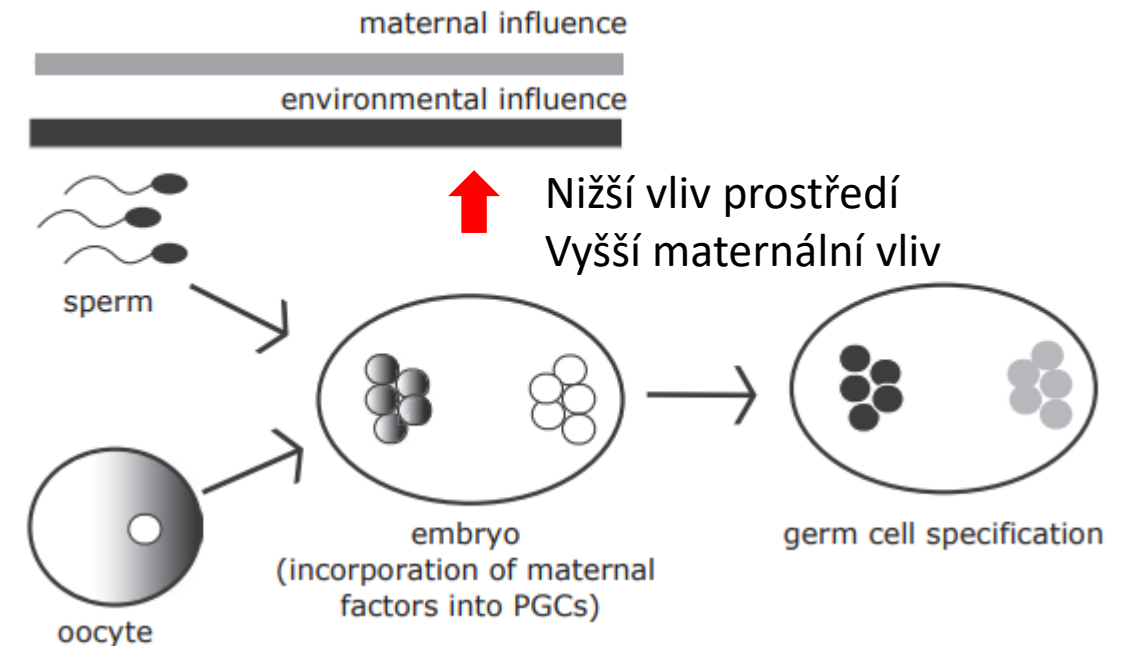 maternal influence
environmental influence
Nižší vliv prostředí
Vyšší maternální vliv
sperm
embryo
(incorporation of maternal
factors into PGCs)
germ cell specification
oocyte